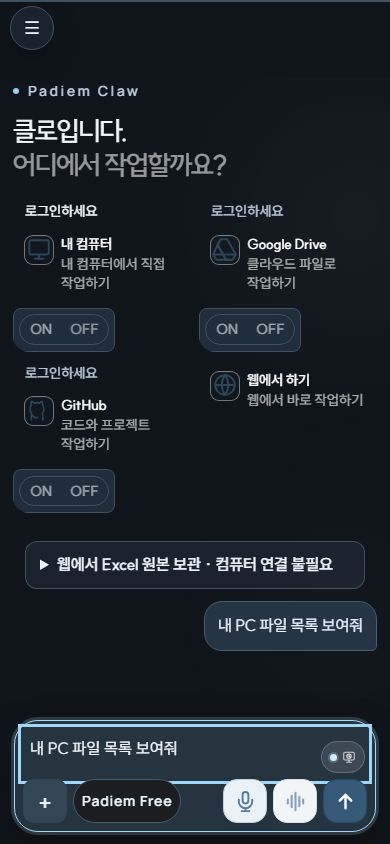 ☰
Padiem Claw
클로입니다.
어디에서 작업할까요?
로그인하세요
내 컴퓨터
내 컴퓨터에서 직접
작업하기
ON OFF
로그인하세요
Google Drive
클라우드 파일로
작업하기
ON OFF
로그인하세요
GitHub
코드와 프로젝트
작업하기
ON OFF
웹에서 하기
웹에서 바로 작업하기
▶ 웹에서 Excel 원본 보관 · 컴퓨터 연결 불필요
내 PC 파일 목록 보여줘
내 PC 파일 목록 보여줘
+ Padiem Free